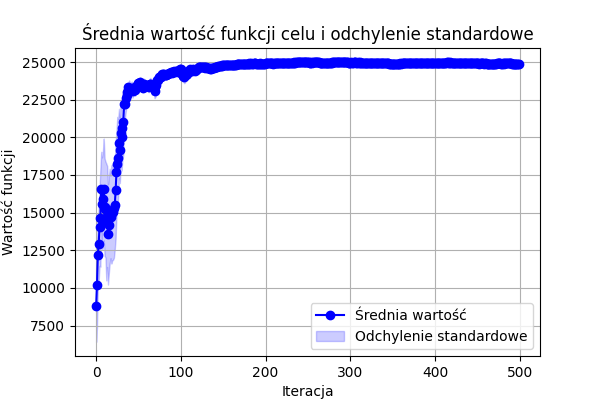 Średnia wartość funkcji celu i odchylenie standardowe
25000
22500
20000
17500
15000
12500
10000
7500
Wartość funkcji
Średnia wartość
Odchylenie standardowe
0 100 200 300 400 500
Iteracja